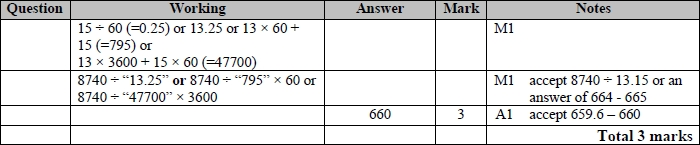 Question Working Answer Mark Notes
15 ÷ 60 (=0.25) or 13.25 or 13 × 60 + M1
15 (=795) or
13 × 3600 + 15 × 60 (=47700)
8740 ÷ “13.25” or 8740 ÷ “795” × 60 or M1 accept 8740 ÷ 13.15 or an
8740 ÷ “47700” × 3600 answer of 664 - 665
660 3 A1 accept 659.6 – 660
Total 3 marks